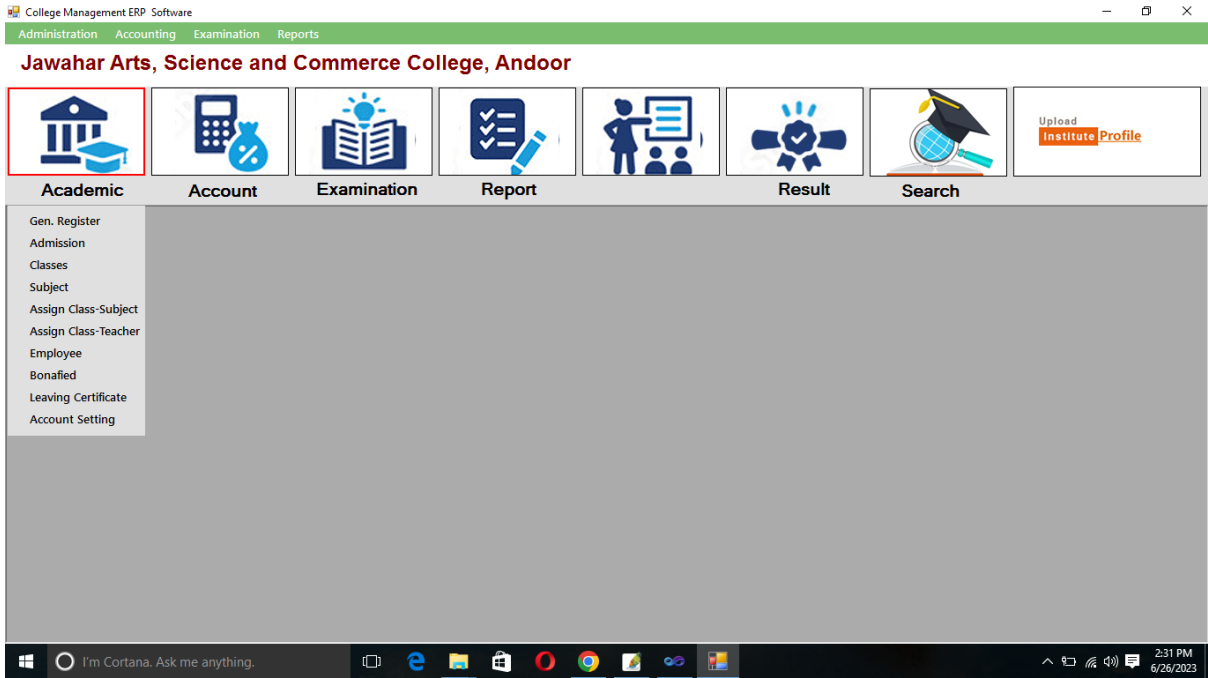 College Management ERP Software
Administration Accounting Examination Reports
Jawahar Arts, Science and Commerce College, Andoor
Upload
Institute Profile
Academic Account Examination Report Result Search
Gen. Register
Admission
Classes
Subject
Assign Class-Subject
Assign Class-Teacher
Employee
Bonafied
Leaving Certificate
Account Setting
I'm Cortana. Ask me anything.
2:31 PM
6/26/2023